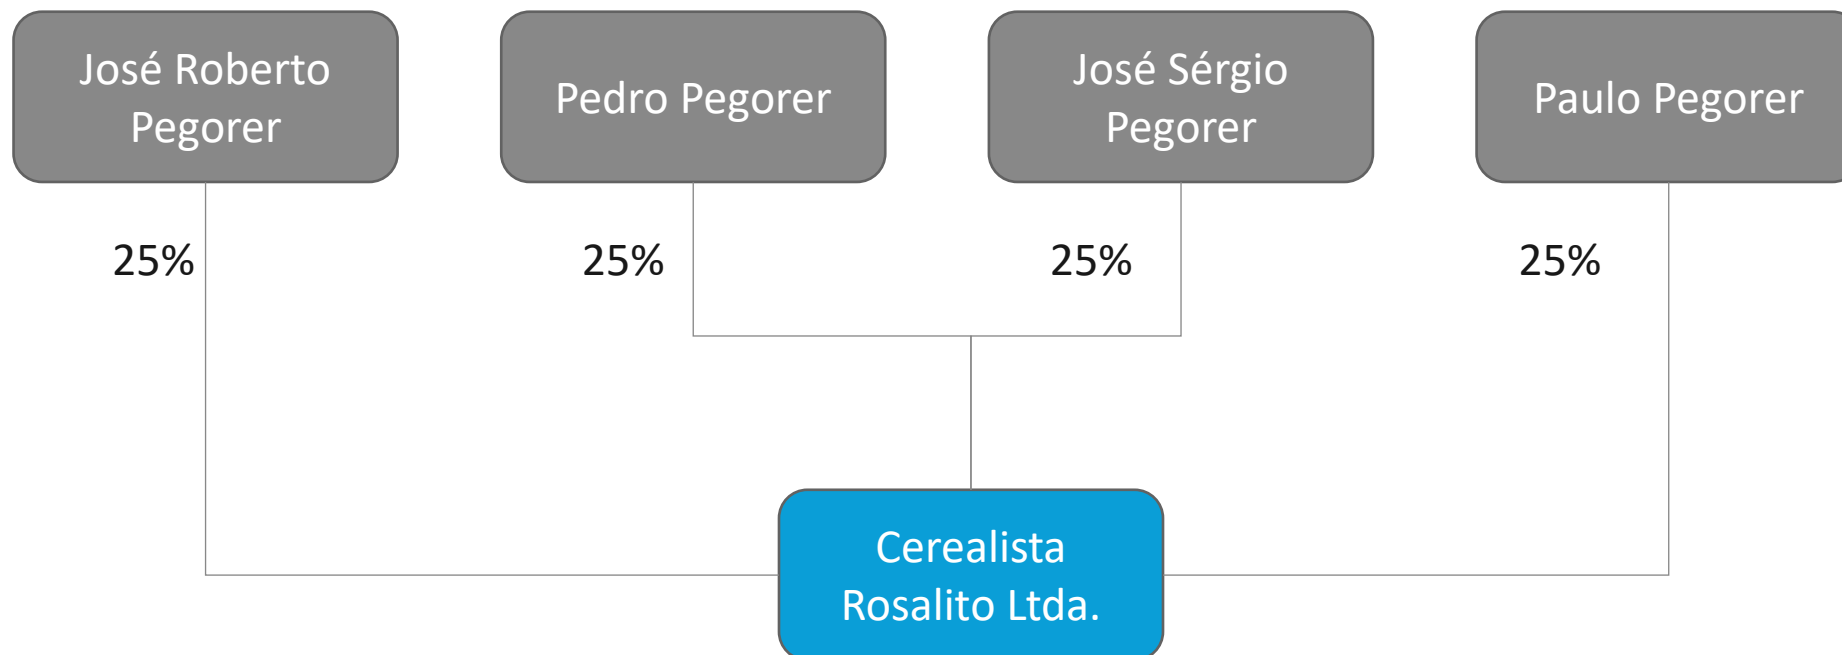 José Roberto
Pegorer
Pedro Pegorer
José Sérgio
Pegorer
Paulo Pegorer
25%
25%
25%
25%
Cerealista
Rosalito Ltda.